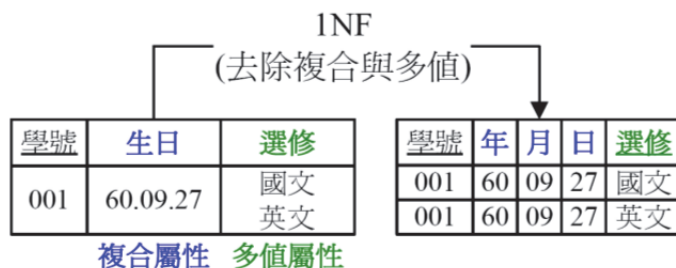 1NF
(去除複合與多值)
學號 生日 選修
001 60.09.27 國文
英文
複合屬性 多值屬性
學號 年 月 日 選修
001 60 09 27 國文
001 60 09 27 英文